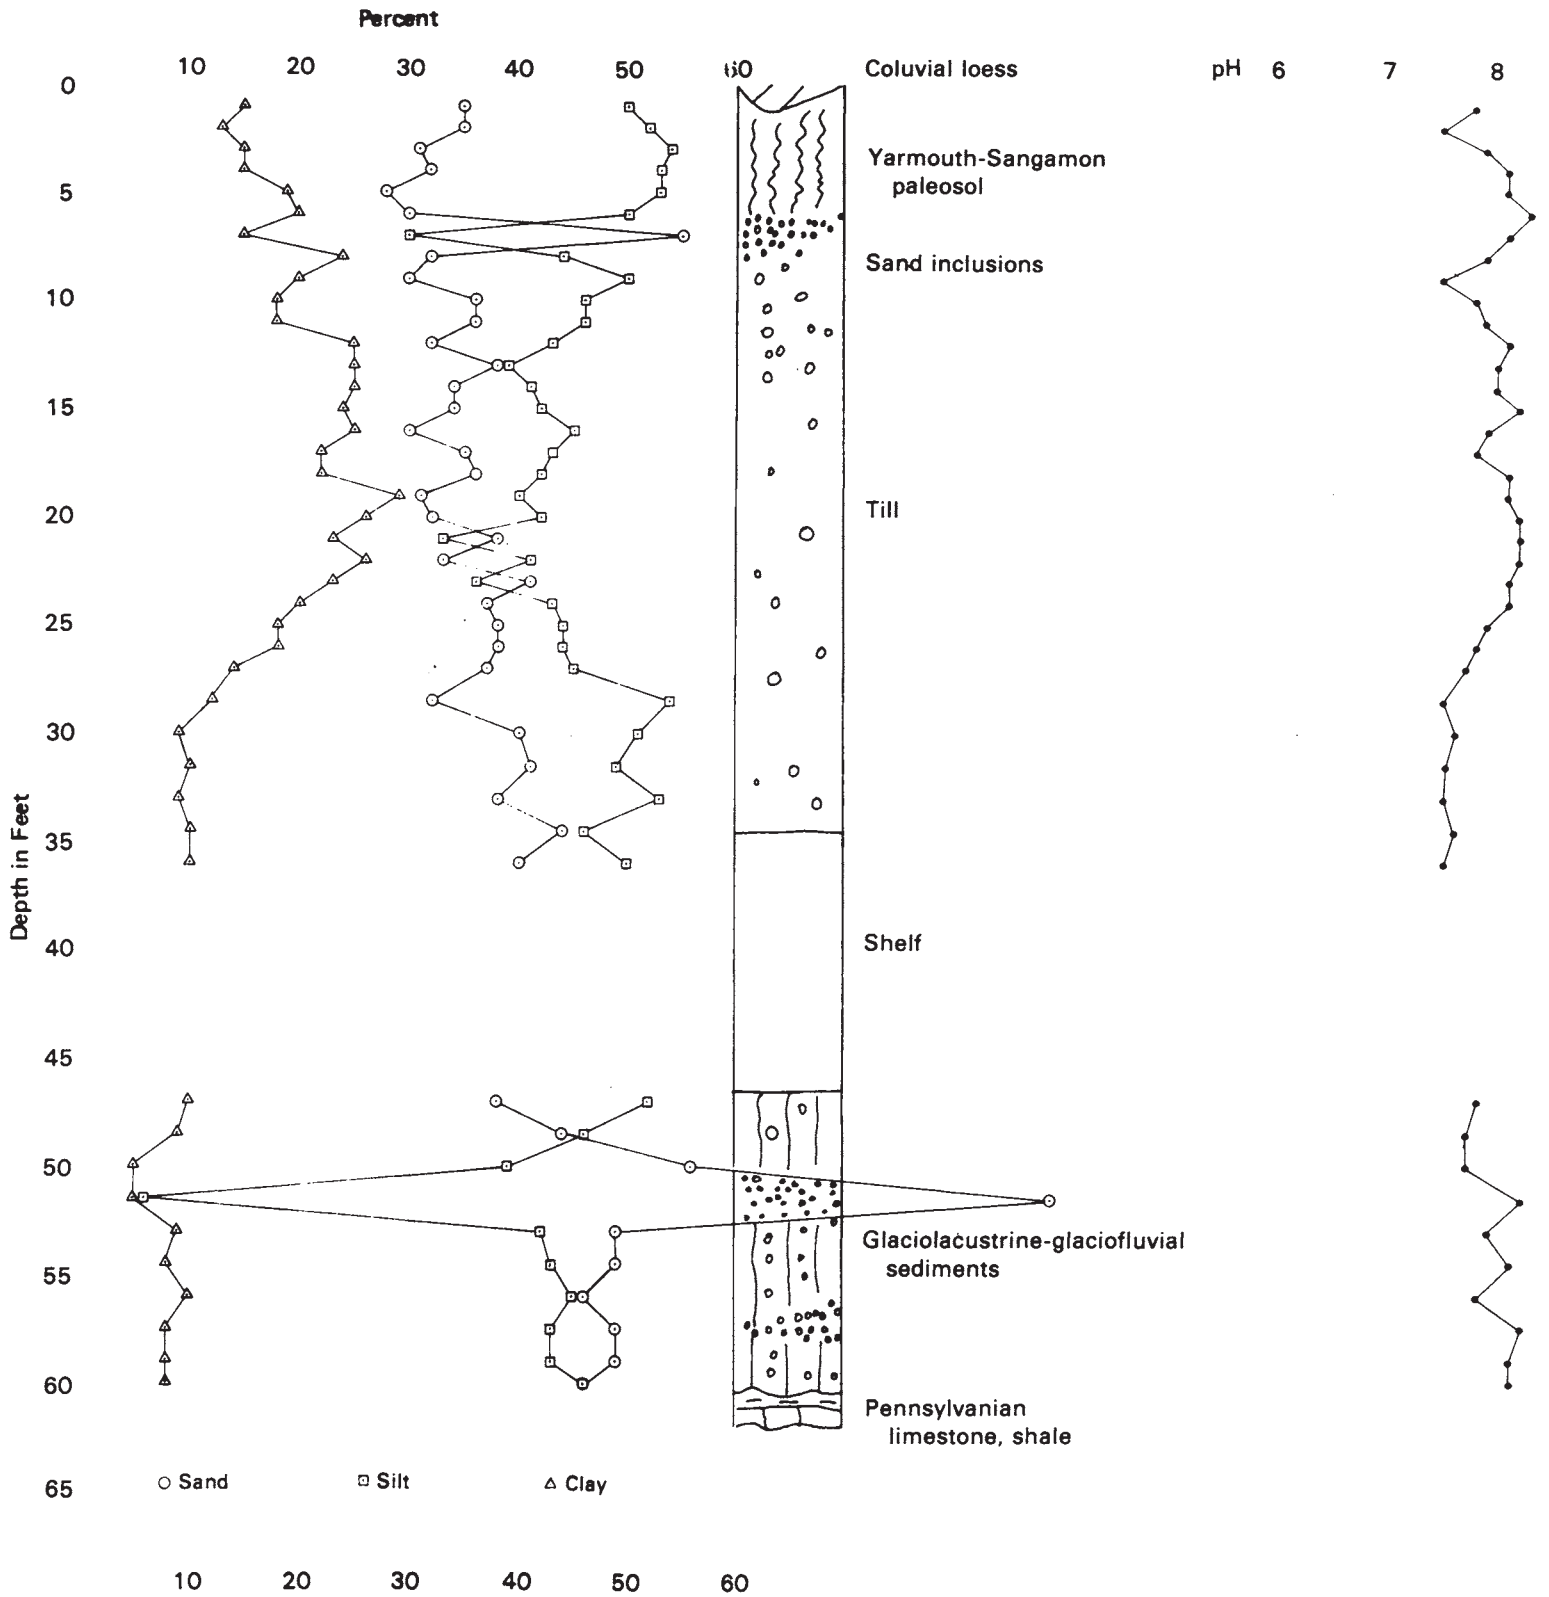 Percent
10 20 30 40 50 60 Coluvial loess pH 6 7 8
0
Yarmouth-Sangamon
paleosol
5
Sand inclusions
10
15
Till
20
25
30
Depth in Feet
35
Shelf
40
45
50
Glaciolacustrine-glaciofluvial
sediments
55
60
Pennsylvanian
limestone, shale
Sand Silt Clay
65
10 20 30 40 50 60